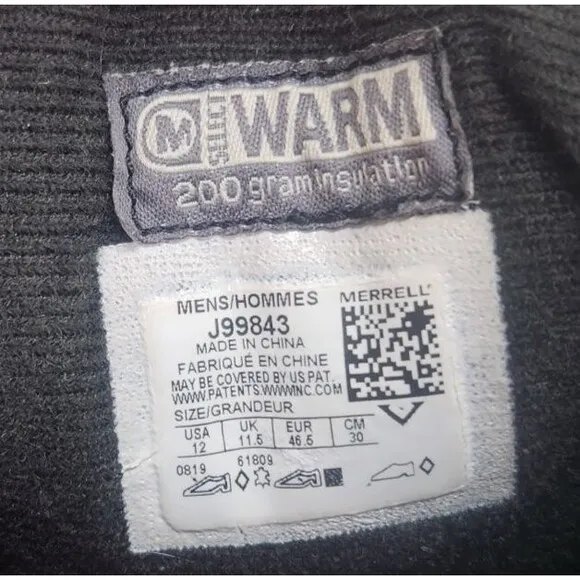 M SELECT WARM
200 gram insulation
MENS/HOMMES MERRELL
J99843
MADE IN CHINA
FABRIQUÉ EN CHINE
MAY BE COVERED BY US PAT.
WWW.PATENTS.WWWINC.COM
SIZE/GRANDEUR
USA UK EUR CM
12 11.5 46.5 30
0819 61809